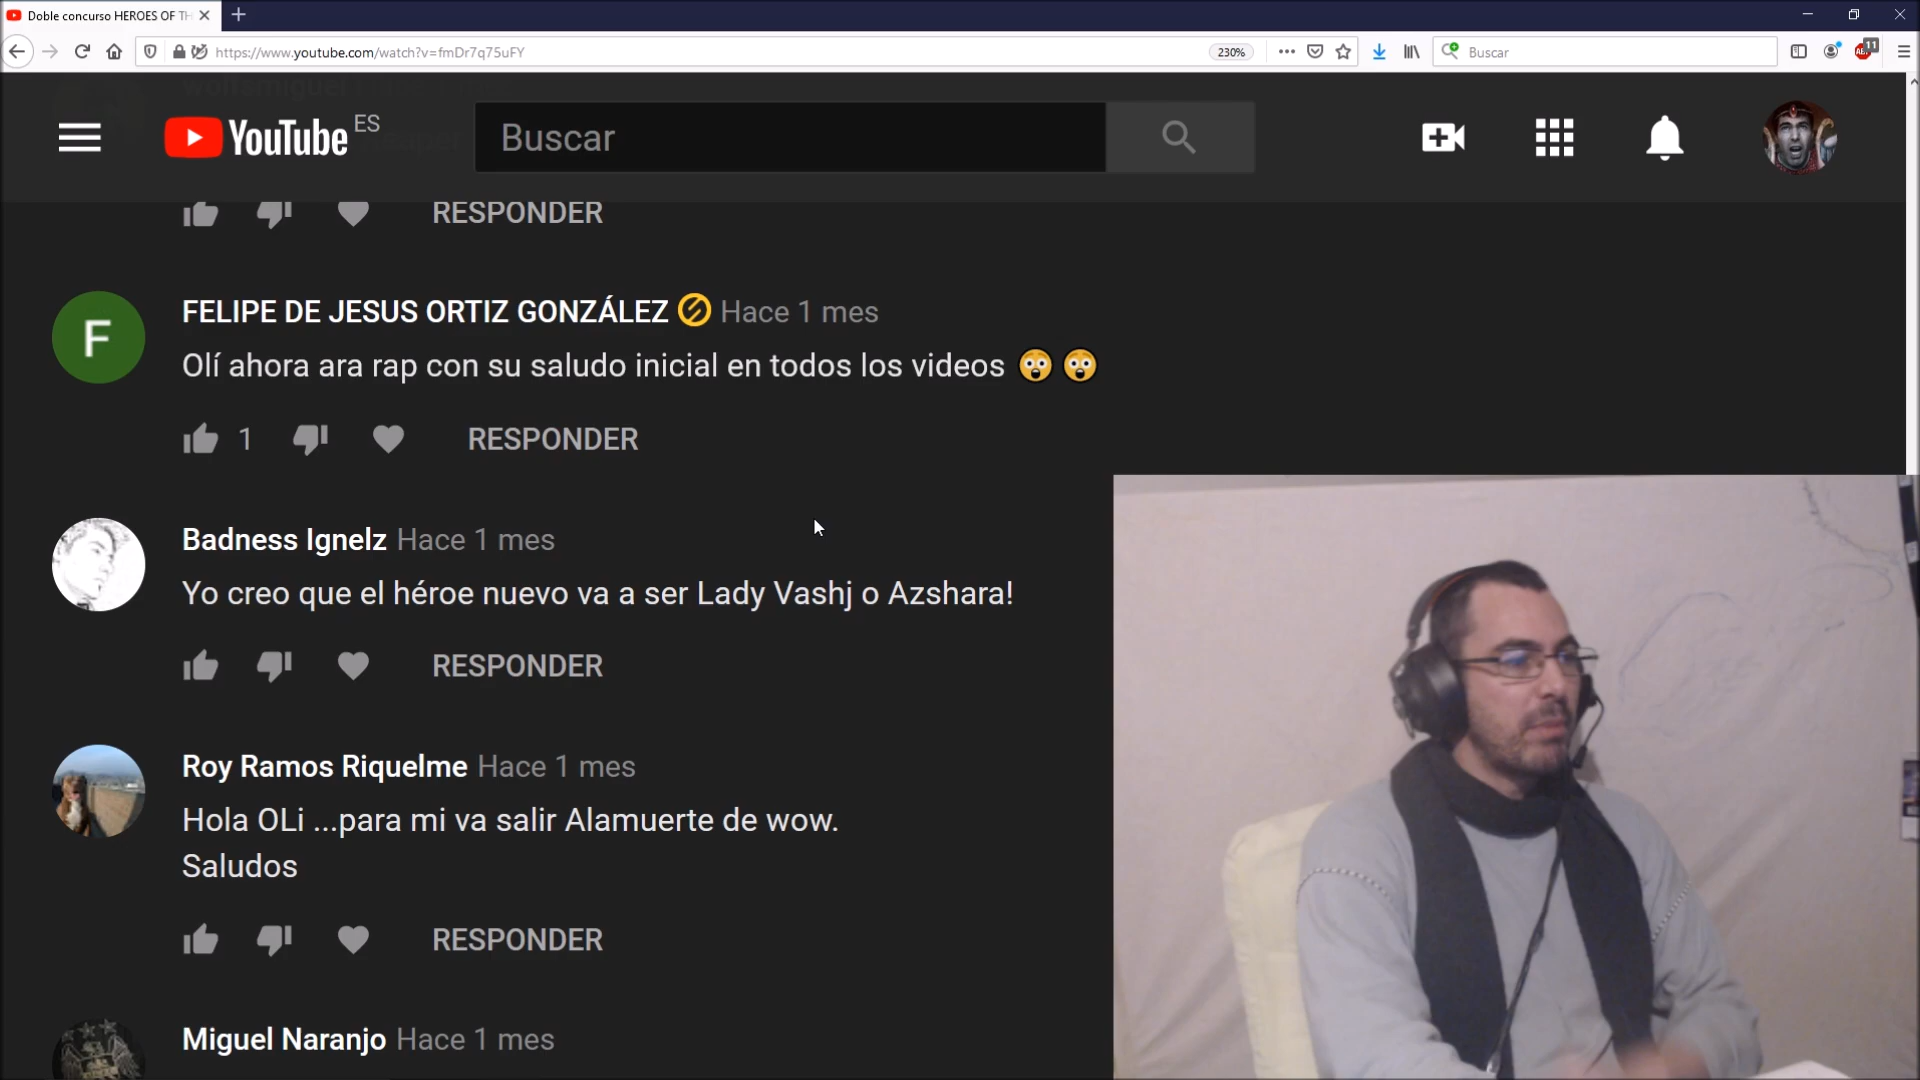 Doble concurso HEROES OF TH
https://www.youtube.com/watch?v=fmDr7q75uFY
230%
Buscar
11
YouTube ES
Buscar
RESPONDER
F
FELIPE DE JESUS ORTIZ GONZÁLEZ Hace 1 mes
Olí ahora ara rap con su saludo inicial en todos los videos 😲 😲
1
RESPONDER
Badness Ignelz Hace 1 mes
Yo creo que el héroe nuevo va a ser Lady Vashj o Azshara!
RESPONDER
Roy Ramos Riquelme Hace 1 mes
Hola OLi ...para mi va salir Alamuerte de wow.
Saludos
RESPONDER
Miguel Naranjo Hace 1 mes